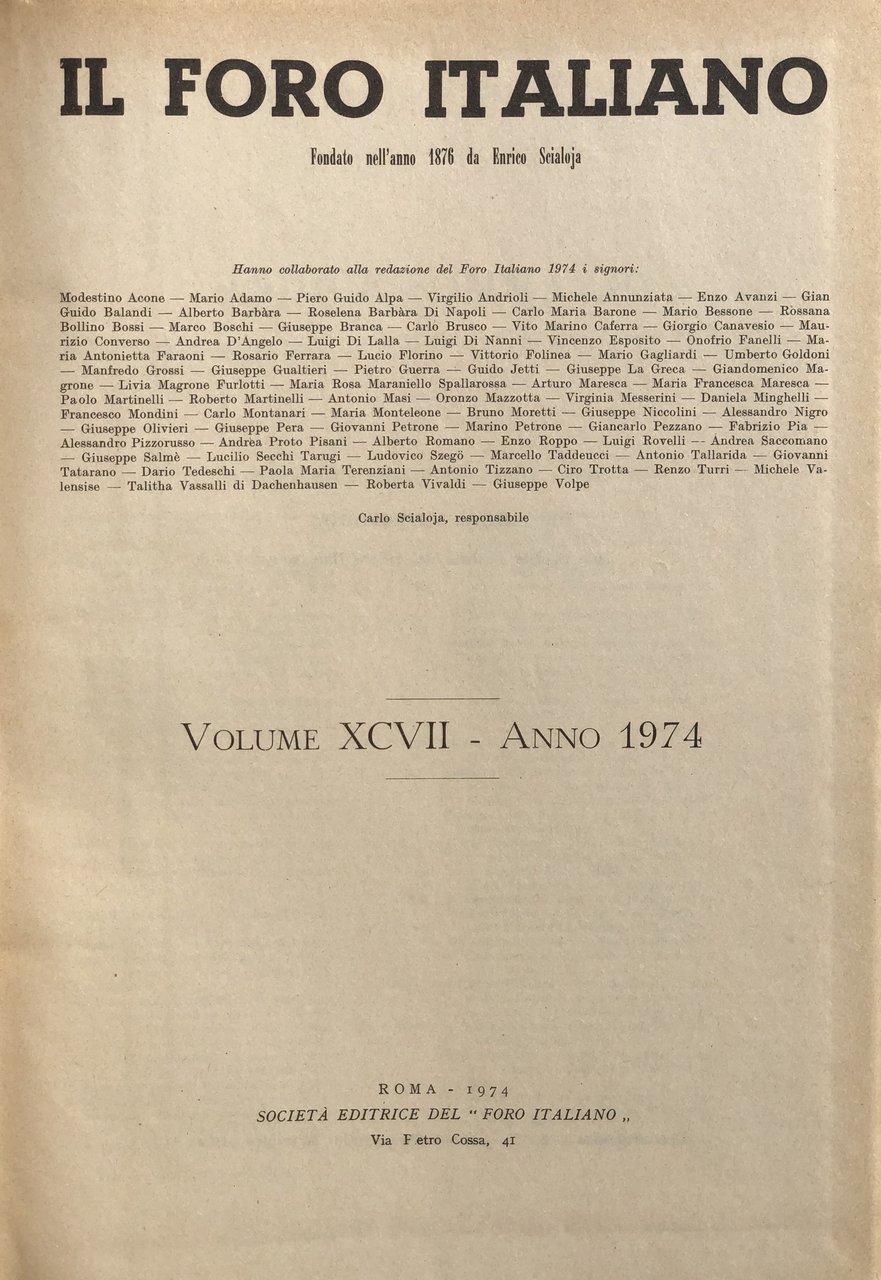 IL FORO ITALIANO
Fondato nell'anno 1876 da Enrico Scialoja
Hanno collaborato alla redazione del Foro Italiano 1974 i signori:
Modestino Acone — Mario Adamo — Piero Guido Alpa — Virgilio Andrioli — Michele Annunziata — Enzo Avanzi — Gian
Guido Balandi — Alberto Barbàra — Roselena Barbàra Di Napoli — Carlo Maria Barone — Mario Bessone — Rossana
Bollino Bossi — Marco Boschi — Giuseppe Branca — Carlo Brusco — Vito Marino Caferra — Giorgio Canavesio — Mau-
rizio Converso — Andrea D'Angelo — Luigi Di Lalla — Luigi Di Nanni — Vincenzo Esposito — Onofrio Fanelli — Ma-
ria Antonietta Faraoni — Rosario Ferrara — Lucio Florino — Vittorio Folinea — Mario Gagliardi — Umberto Goldoni
— Manfredo Grossi — Giuseppe Gualtieri — Pietro Guerra — Guido Jetti — Giuseppe La Greca — Giandomenico Ma-
grone — Livia Magrone Furlotti — Maria Rosa Maraniello Spallarossa — Arturo Maresca — Maria Francesca Maresca —
Paolo Martinelli — Roberto Martinelli — Antonio Masi — Oronzo Mazzotta — Virginia Messerini — Daniela Minghelli —
Francesco Mondini — Carlo Montanari — Maria Monteleone — Bruno Moretti — Giuseppe Niccolini — Alessandro Nigro
— Giuseppe Olivieri — Giuseppe Pera — Giovanni Petrone — Marino Petrone — Giancarlo Pezzano — Fabrizio Pia —
Alessandro Pizzorusso — Andrea Proto Pisani — Alberto Romano — Enzo Roppo — Luigi Rovelli — Andrea Saccomano
— Giuseppe Salmè — Lucilio Secchi Tarugi — Ludovico Szegö — Marcello Taddeucci — Antonio Tallarida — Giovanni
Tatarano — Dario Tedeschi — Paola Maria Terenziani — Antonio Tizzano — Ciro Trotta — Renzo Turri — Michele Va-
lensise — Talitha Vassalli di Dachenhausen — Roberta Vivaldi — Giuseppe Volpe
Carlo Scialoja, responsabile
VOLUME XCVII - ANNO 1974
ROMA - 1974
SOCIETÀ EDITRICE DEL “ FORO ITALIANO „
Via P etro Cossa, 41